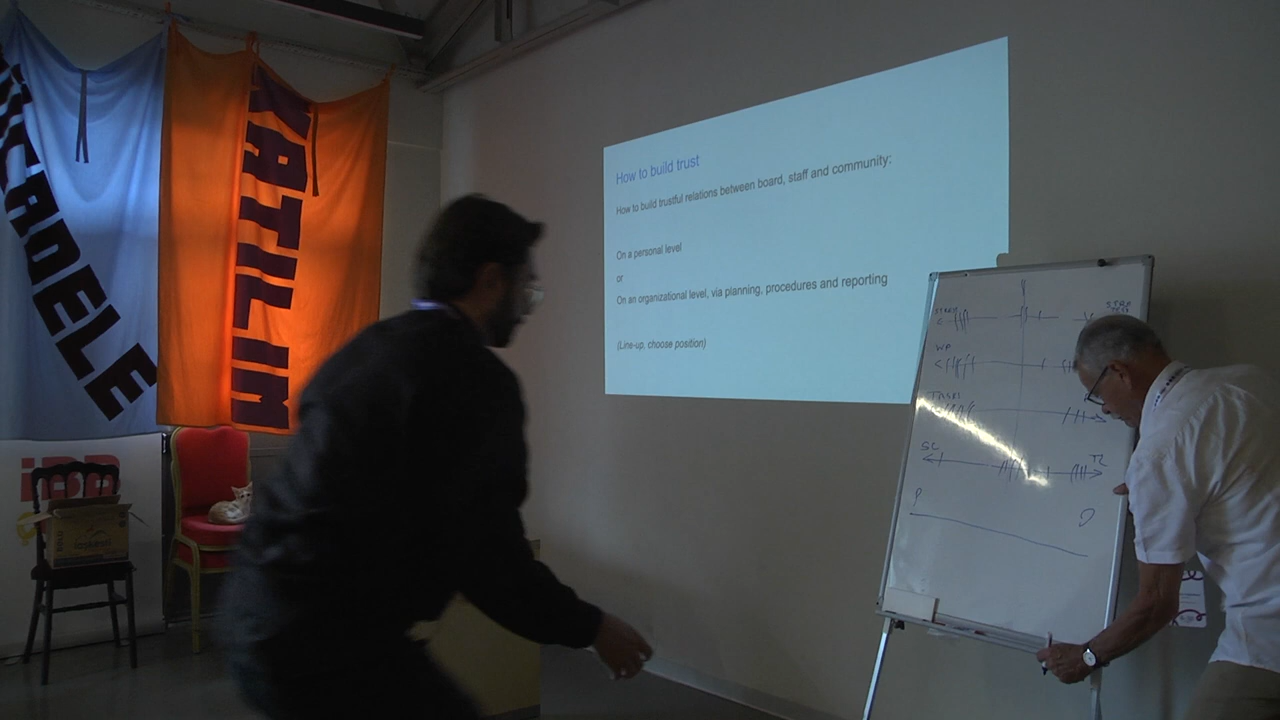 MÜCADELE
KATILIM
How to build trust
How to build trustful relations between board, staff and community:
On a personal level
or
On an organizational level, via planning, procedures and reporting
(Line-up, choose position)
WP
SC
TL
P
O